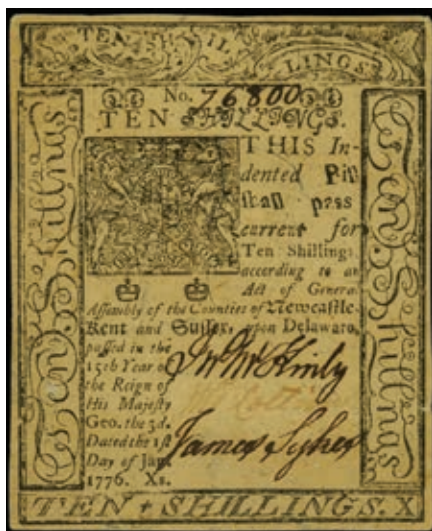 TEN SHILLINGS
No. 76800
TEN SHILLINGS.
THIS In-
dented Bill
shall pass
current for
Ten Shillings
according to an
Act of General
Assembly of the Counties of Newcastle
Kent and Sussex, upon Delaware,
passed in the
15th Year of
the Reign of
His Majesty
Geo. the 3d.
Dated the 1st
Day of Jan.
1776. Xs.
Jn McKinly
James Sykes
Ten Shillings
Ten Shillings
TEN + SHILLINGS. X